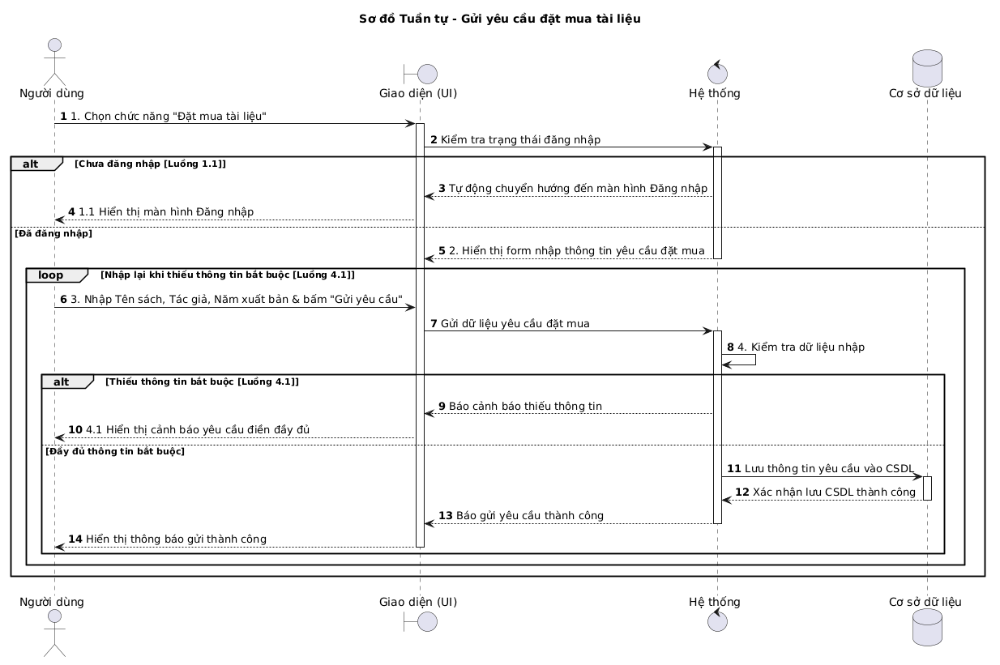 Sơ đồ Tuần tự - Gửi yêu cầu đặt mua tài liệu
Người dùng
Giao diện (UI)
Hệ thống
Cơ sở dữ liệu
1 1. Chọn chức năng "Đặt mua tài liệu"
2 Kiểm tra trạng thái đăng nhập
alt [Chưa đăng nhập [Luồng 1.1]]
3 Tự động chuyển hướng đến màn hình Đăng nhập
4 1.1 Hiển thị màn hình Đăng nhập
[Đã đăng nhập]
5 2. Hiển thị form nhập thông tin yêu cầu đặt mua
loop [Nhập lại khi thiếu thông tin bắt buộc [Luồng 4.1]]
6 3. Nhập Tên sách, Tác giả, Năm xuất bản & bấm "Gửi yêu cầu"
7 Gửi dữ liệu yêu cầu đặt mua
8 4. Kiểm tra dữ liệu nhập
alt [Thiếu thông tin bắt buộc [Luồng 4.1]]
9 Báo cảnh báo thiếu thông tin
10 4.1 Hiển thị cảnh báo yêu cầu điền đầy đủ
[Đầy đủ thông tin bắt buộc]
11 Lưu thông tin yêu cầu vào CSDL
12 Xác nhận lưu CSDL thành công
13 Báo gửi yêu cầu thành công
14 Hiển thị thông báo gửi thành công
Người dùng
Giao diện (UI)
Hệ thống
Cơ sở dữ liệu